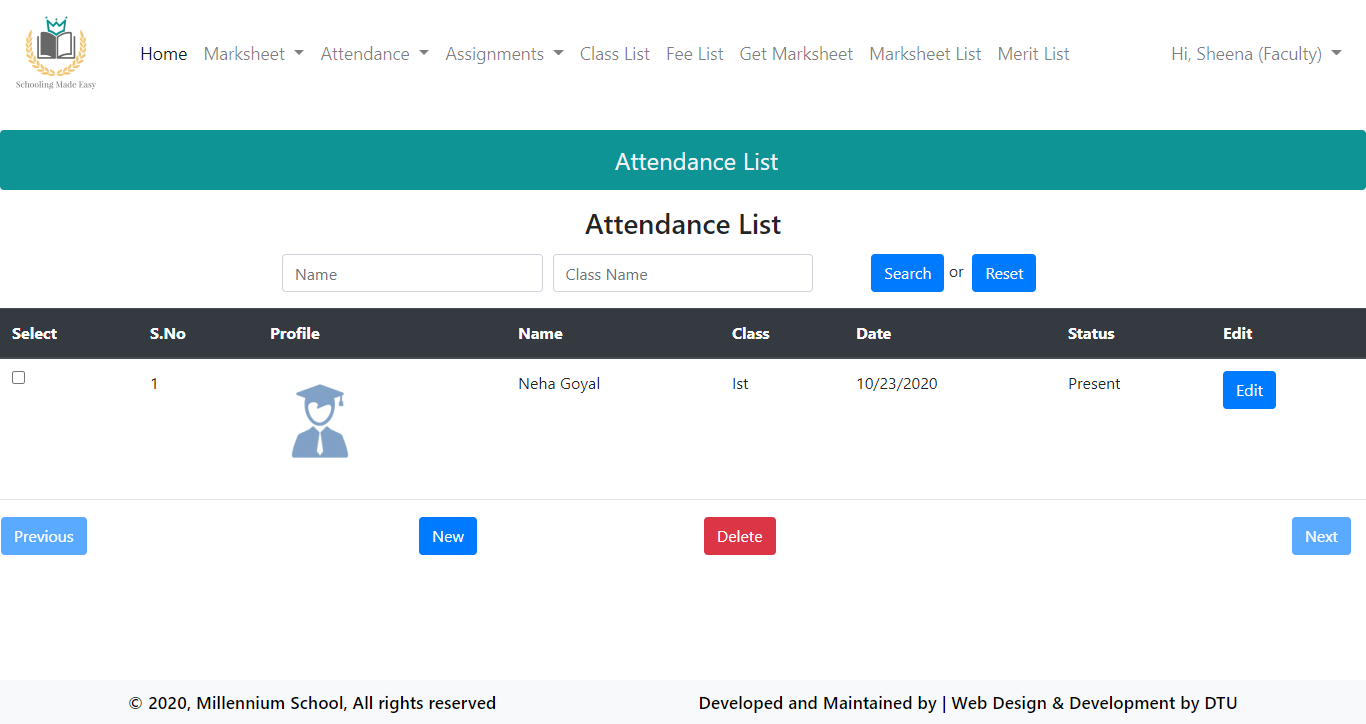 Schooling Made Easy
Home Marksheet Attendance Assignments Class List Fee List Get Marksheet Marksheet List Merit List Hi, Sheena (Faculty)
Attendance List
Attendance List
Name Class Name Search or Reset
Select S.No Profile Name Class Date Status Edit
1 Neha Goyal Ist 10/23/2020 Present Edit
Previous New Delete Next
© 2020, Millennium School, All rights reserved Developed and Maintained by | Web Design & Development by DTU